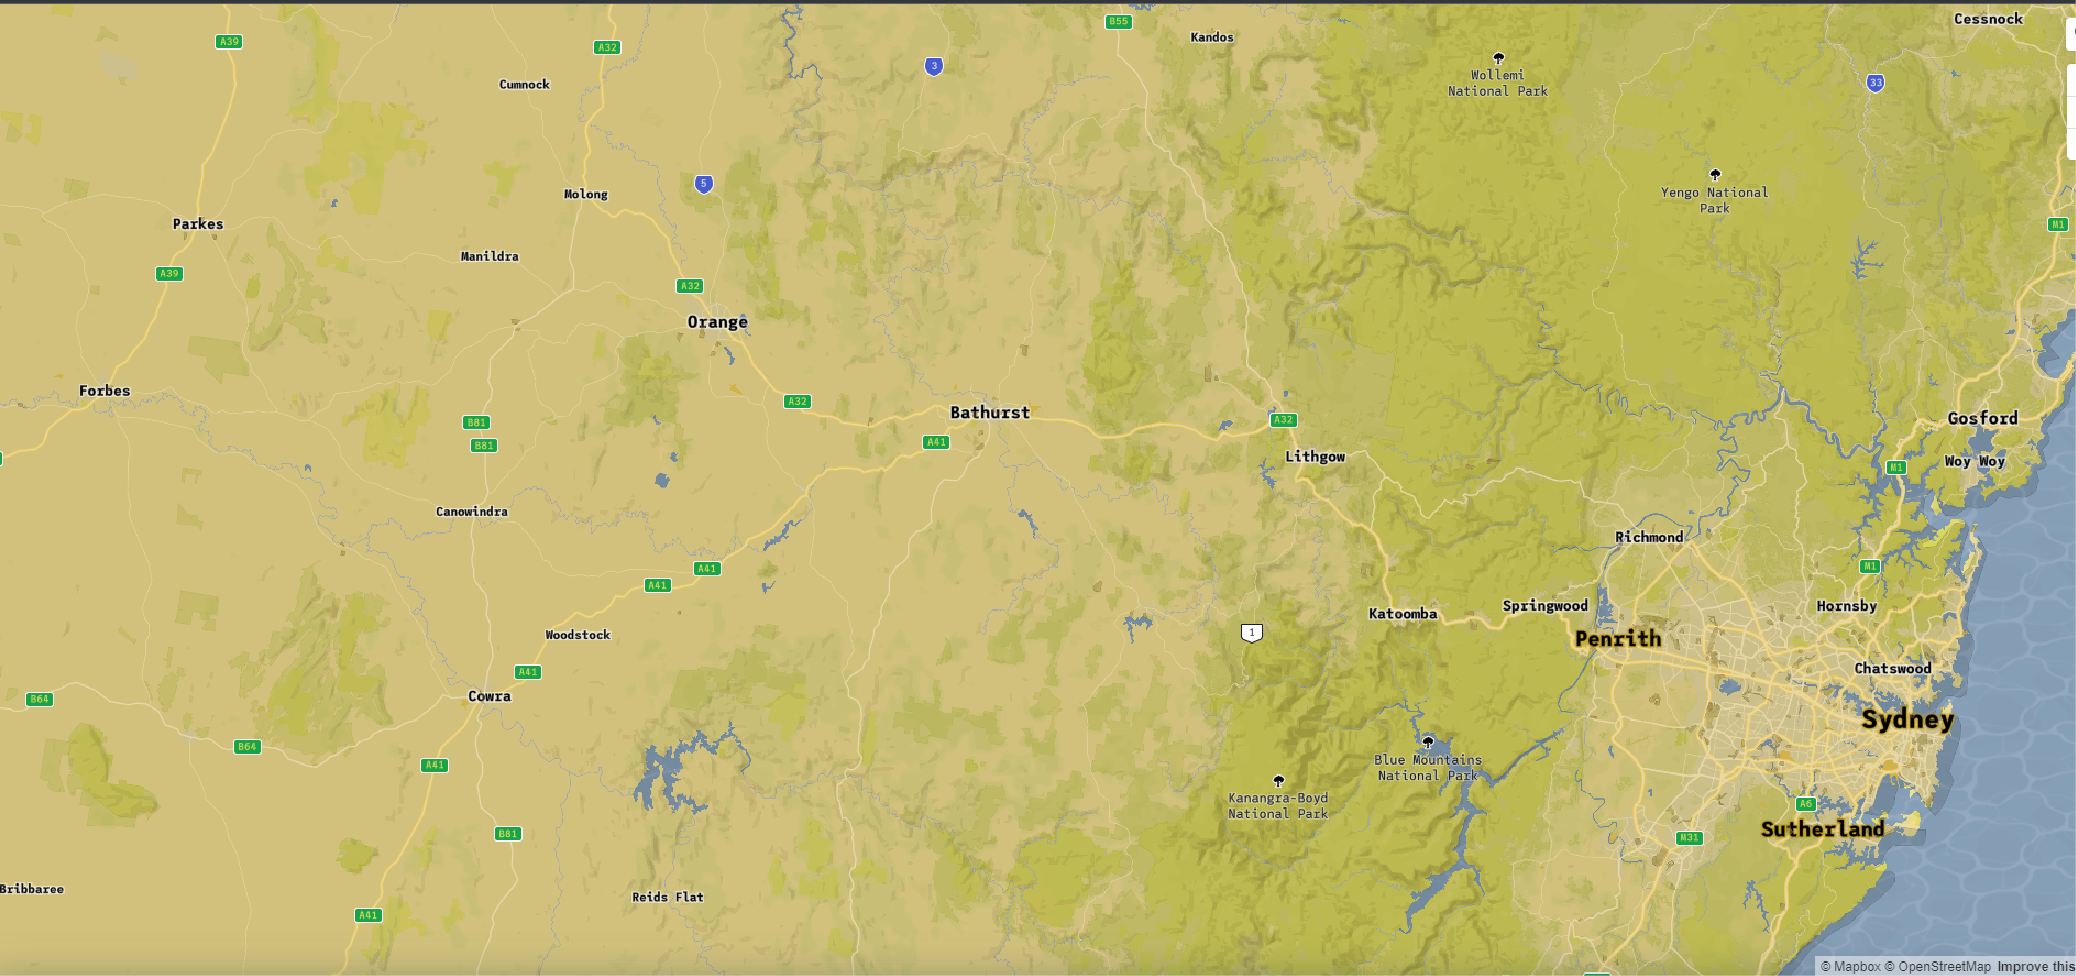 Cessnock
B55
Kandos
A39
A32
3
Wollemi
National Park
33
Cumnock
5
Molong
Yengo National
Park
Parkes
M1
Manildra
A39
A32
Orange
Forbes
A32
Bathurst
A32
Gosford
B81
A41
B81
Lithgow
Woy Woy
M1
Canowindra
Richmond
A41
M1
A41
Springwood
Hornsby
Katoomba
Woodstock
1
Penrith
A41
Chatswood
B64
Cowra
Sydney
B64
A41
Blue Mountains
National Park
Kanangra-Boyd
National Park
A6
B81
Sutherland
M31
Bribbaree
Reids Flat
A41
© Mapbox © OpenStreetMap Improve this